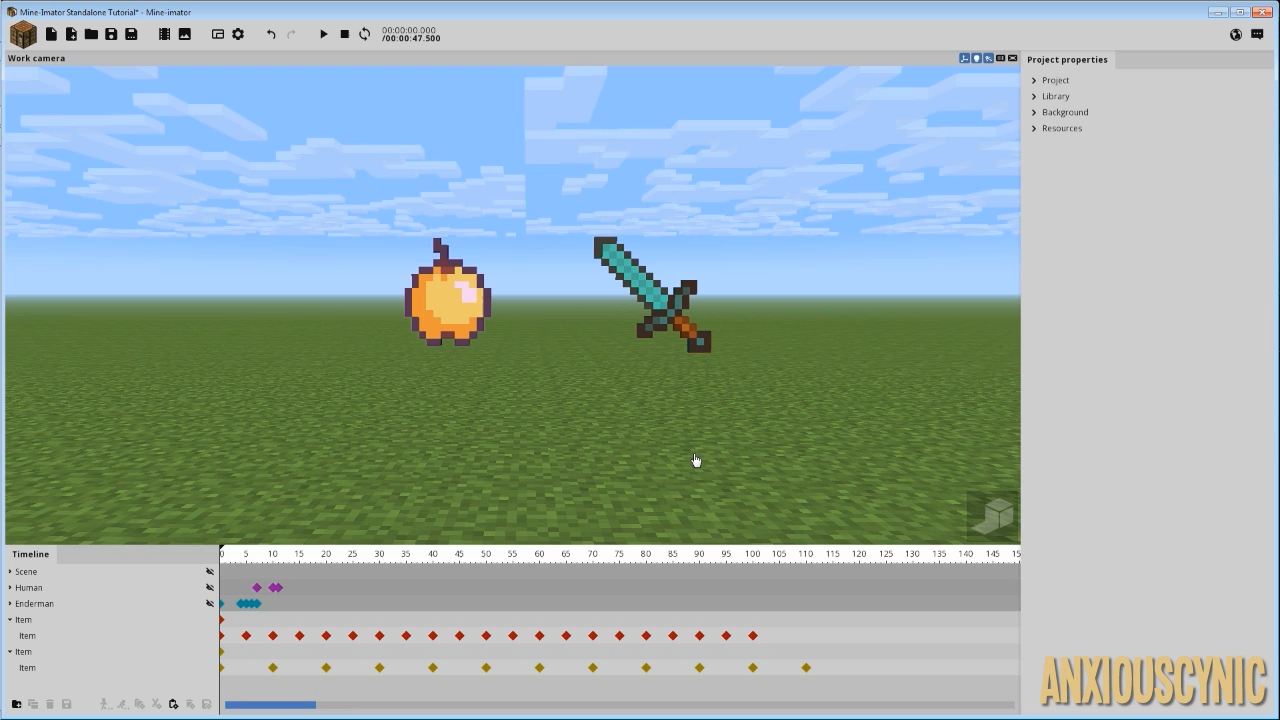 Mine-Imator Standalone Tutorial* - Mine-imator
00:00:00.000
/00:00:47.500
Work camera
Project properties
Project
Library
Background
Resources
Timeline
0 5 10 15 20 25 30 35 40 45 50 55 60 65 70 75 80 85 90 95 100 105 110 115 120 125 130 135 140 145 15
Scene
Human
Enderman
Item
Item
Item
Item
ANXIOUSCYNIC